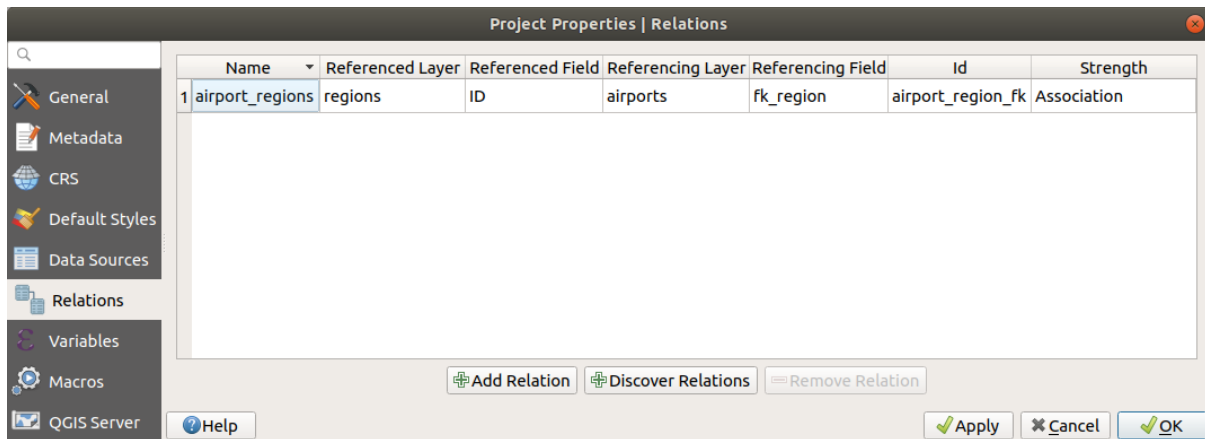 Project Properties | Relations
Name Referenced Layer Referenced Field Referencing Layer Referencing Field Id Strength
1 airport_regions regions ID airports fk_region airport_region_fk Association
General
Metadata
CRS
Default Styles
Data Sources
Relations
Variables
Macros
QGIS Server
Add Relation Discover Relations Remove Relation
Help Apply Cancel OK